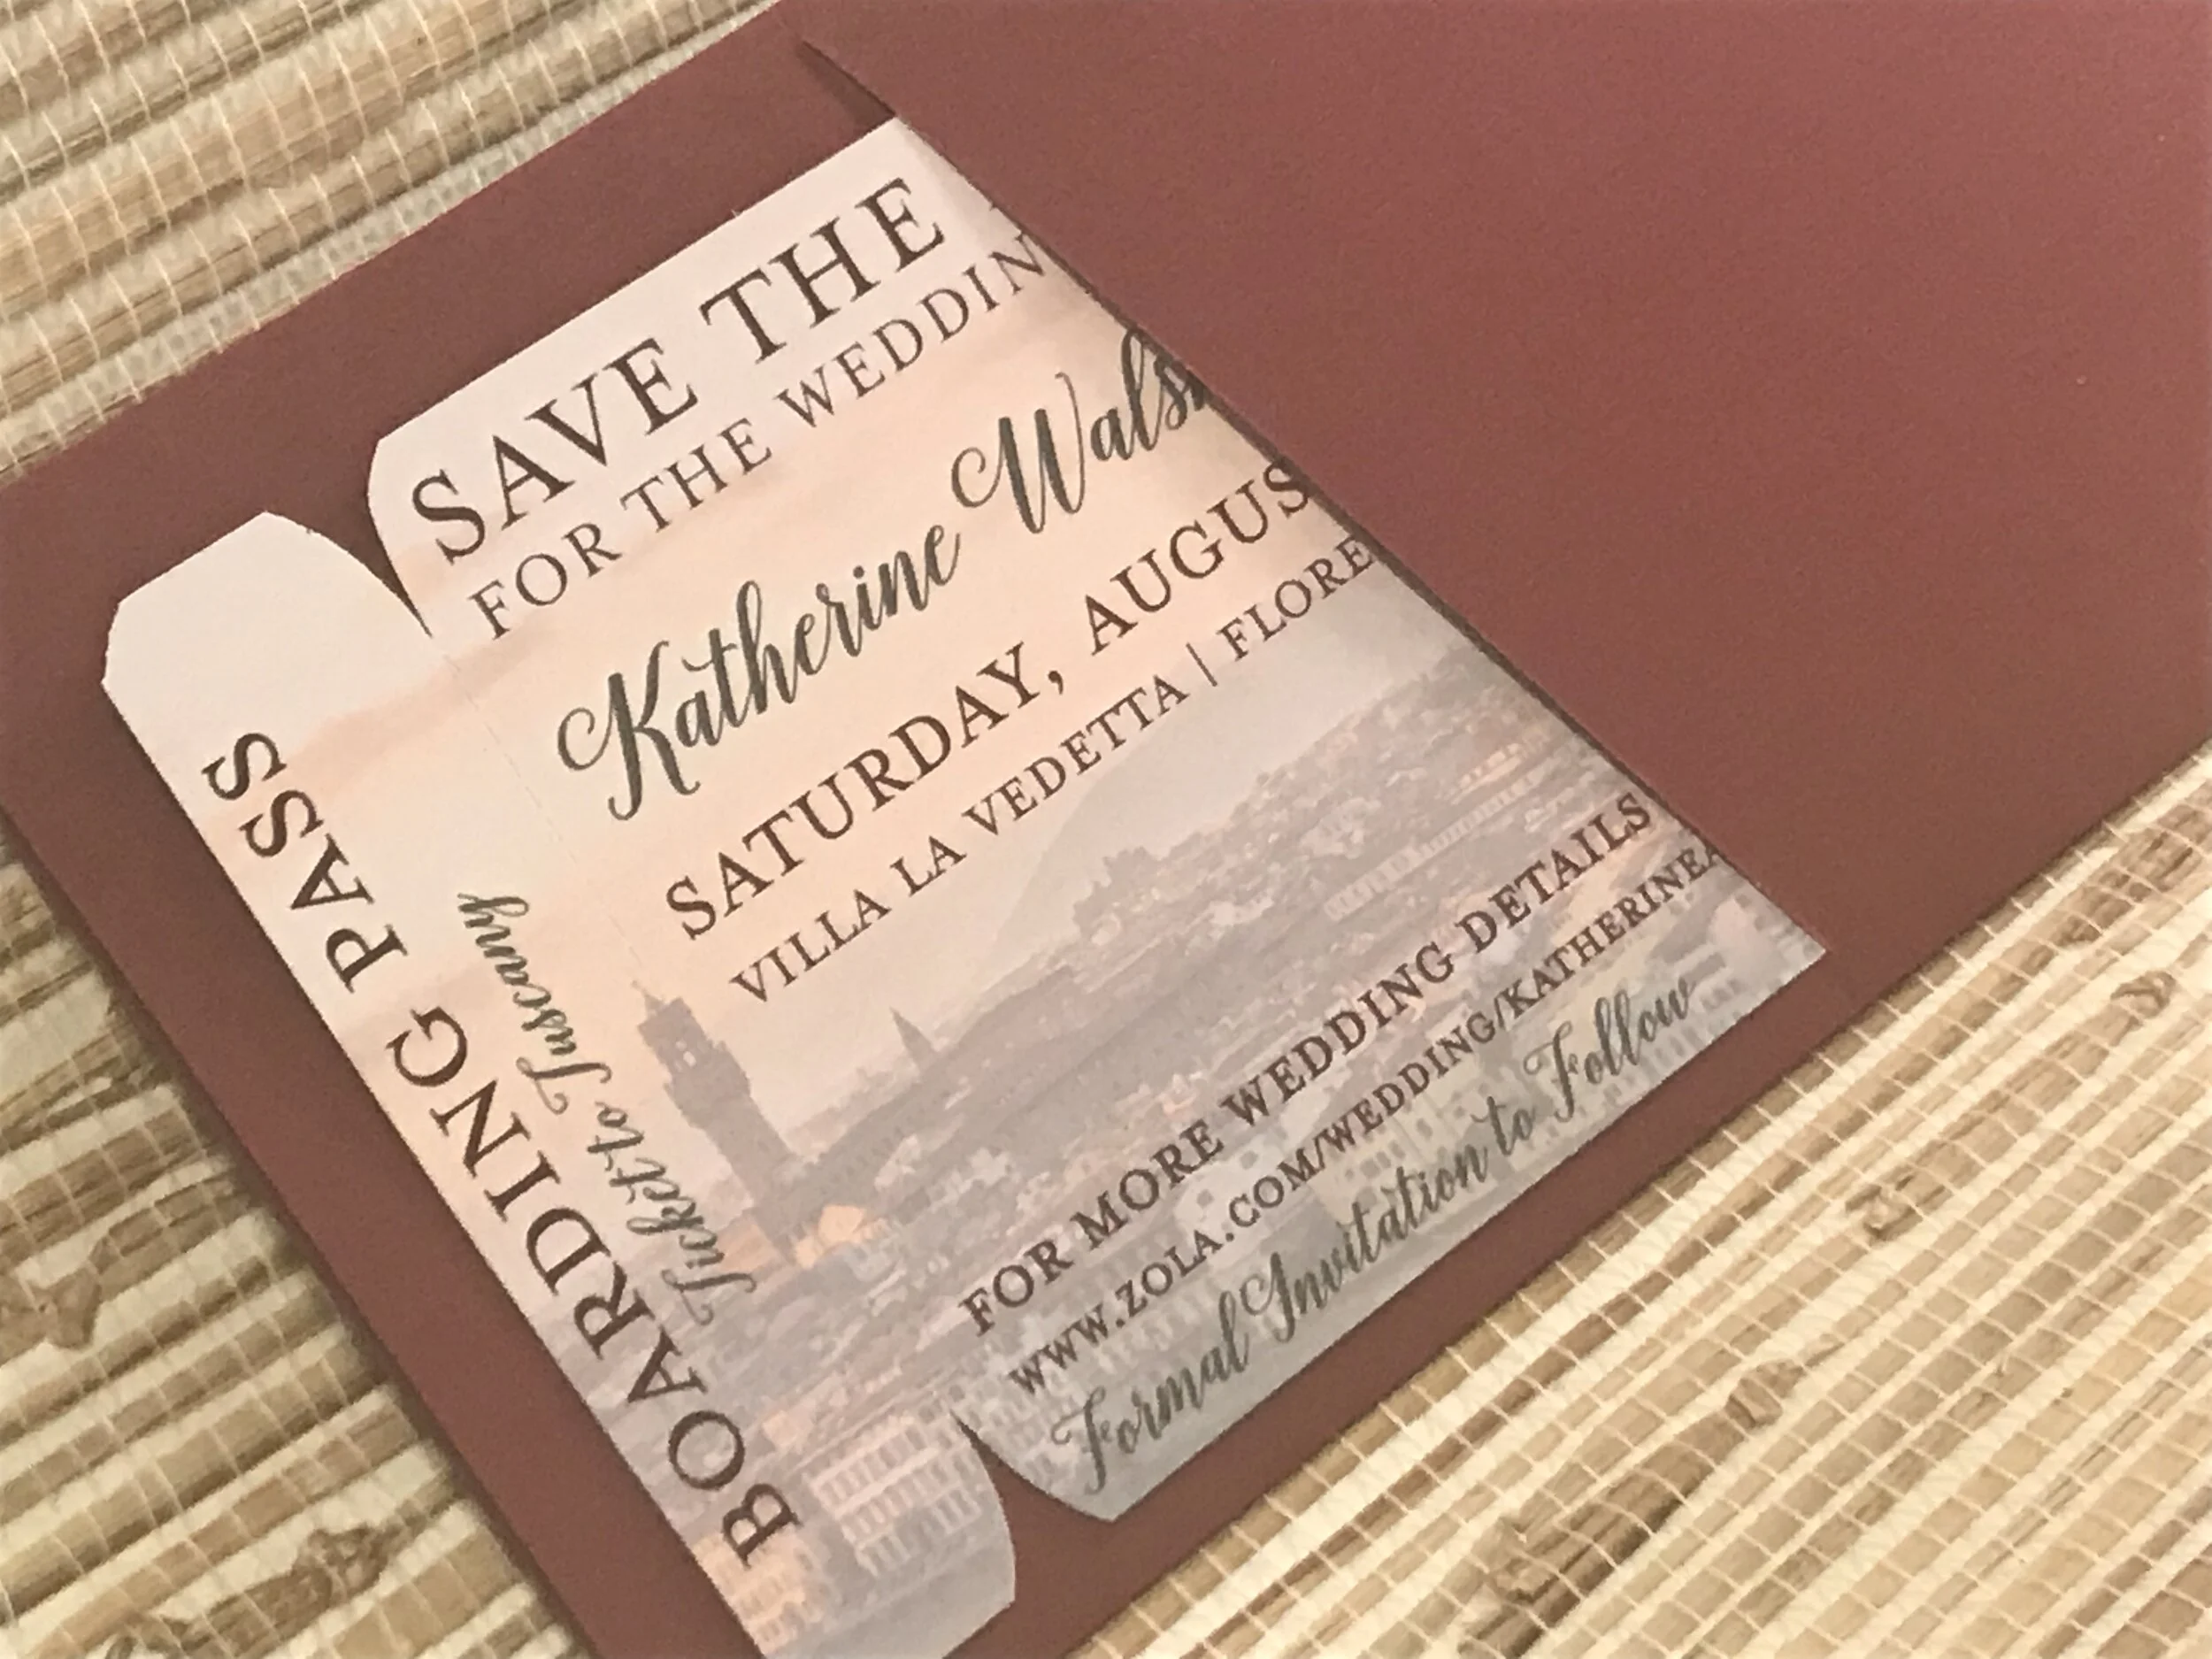 SAVE THE
FOR THE WEDDIN
Katherine Wals
SATURDAY, AUGUS
VILLA LA VEDETTA | FLORE
FOR MORE WEDDING DETAILS
WWW.ZOLA.COM/WEDDING/KATHERINEA
Formal Invitation to Follow
BOARDING PASS
Ticket to Tuscany